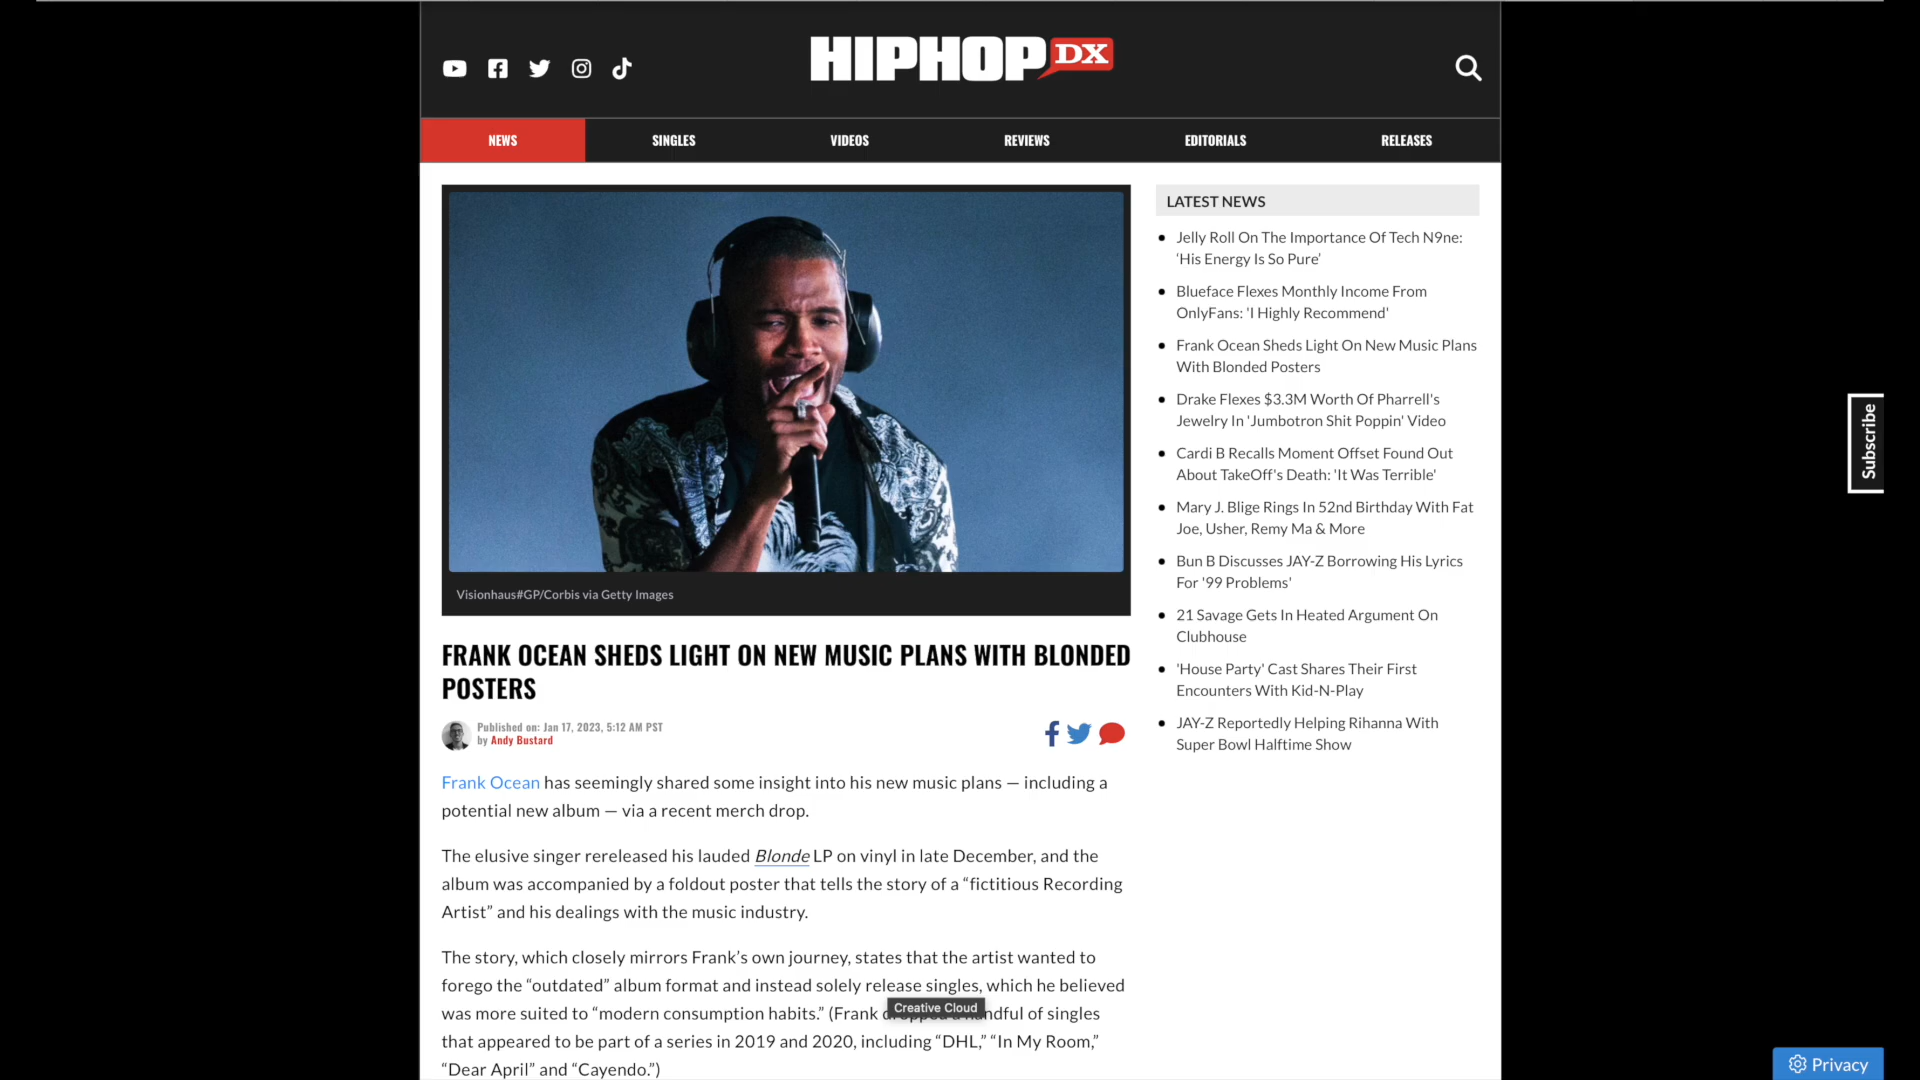 HIPHOP DX
NEWS
SINGLES
VIDEOS
REVIEWS
EDITORIALS
RELEASES
Visionhaus#GP/Corbis via Getty Images
FRANK OCEAN SHEDS LIGHT ON NEW MUSIC PLANS WITH BLONDED
POSTERS
Published on: Jan 17, 2023, 5:12 AM PST
by Andy Bustard
Frank Ocean has seemingly shared some insight into his new music plans — including a
potential new album — via a recent merch drop.
The elusive singer rereleased his lauded Blonde LP on vinyl in late December, and the
album was accompanied by a foldout poster that tells the story of a “fictitious Recording
Artist” and his dealings with the music industry.
The story, which closely mirrors Frank’s own journey, states that the artist wanted to
forego the “outdated” album format and instead solely release singles, which he believed
was more suited to “modern consumption habits.” (Frank of singles
Creative Cloud
that appeared to be part of a series in 2019 and 2020, including “DHL,” “In My Room,”
“Dear April” and “Cayendo.”)
LATEST NEWS
Jelly Roll On The Importance Of Tech N9ne:
'His Energy Is So Pure'
Blueface Flexes Monthly Income From
OnlyFans: 'I Highly Recommend'
Frank Ocean Sheds Light On New Music Plans
With Blonded Posters
Drake Flexes $3.3M Worth Of Pharrell's
Jewelry In 'Jumbotron Shit Poppin' Video
Cardi B Recalls Moment Offset Found Out
About TakeOff's Death: 'It Was Terrible'
Mary J. Blige Rings In 52nd Birthday With Fat
Joe, Usher, Remy Ma & More
Bun B Discusses JAY-Z Borrowing His Lyrics
For '99 Problems'
21 Savage Gets In Heated Argument On
Clubhouse
'House Party' Cast Shares Their First
Encounters With Kid-N-Play
JAY-Z Reportedly Helping Rihanna With
Super Bowl Halftime Show
Subscribe
Privacy